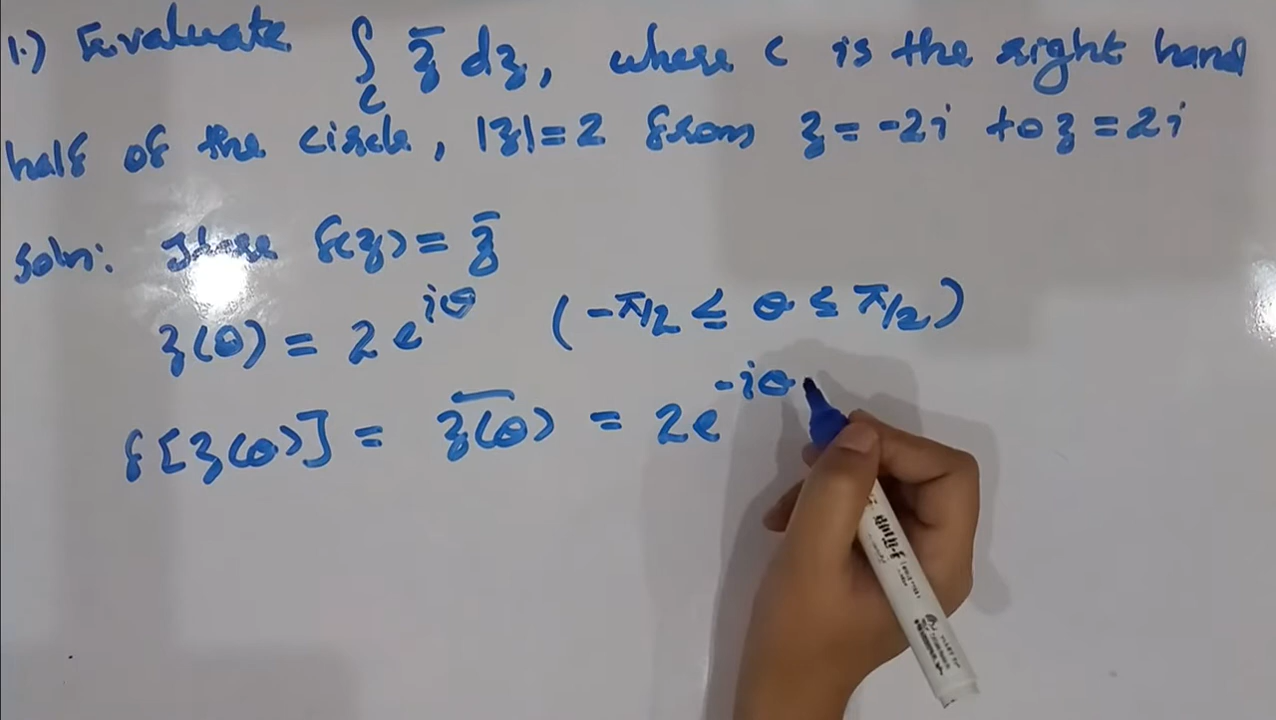 1.) Evaluate ∫_C z̄ dz, where C is the right hand
half of the circle, |z|=2 from z = -2i to z = 2i
Soln: Here f(z) = z̄
z(θ) = 2e^{iθ} (-π/2 ≤ θ ≤ π/2)
f[z(θ)] = \overline{z(θ)} = 2e^{-iθ}